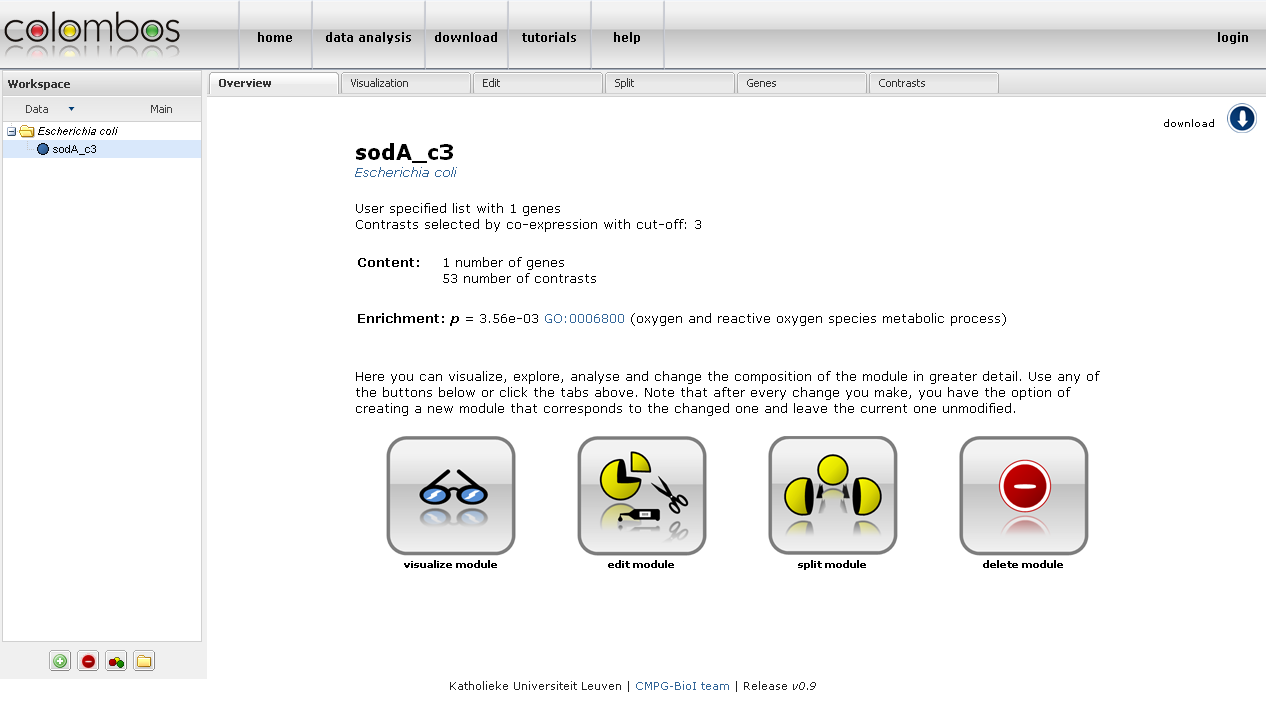 colombos
home
data analysis
download
tutorials
help
login
Workspace
Data
Main
Escherichia coli
sodA_c3
Overview
Visualization
Edit
Split
Genes
Contrasts
download
sodA_c3
Escherichia coli
User specified list with 1 genes
Contrasts selected by co-expression with cut-off: 3
Content: 1 number of genes
53 number of contrasts
Enrichment: p = 3.56e-03 GO:0006800 (oxygen and reactive oxygen species metabolic process)
Here you can visualize, explore, analyse and change the composition of the module in greater detail. Use any of
the buttons below or click the tabs above. Note that after every change you make, you have the option of
creating a new module that corresponds to the changed one and leave the current one unmodified.
visualize module
edit module
split module
delete module
Katholieke Universiteit Leuven | CMPG-BioI team | Release v0.9